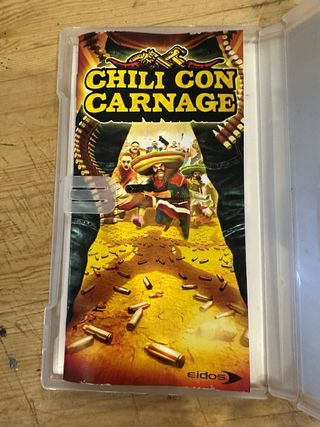 CHILI CON
CARNAGE
eidos